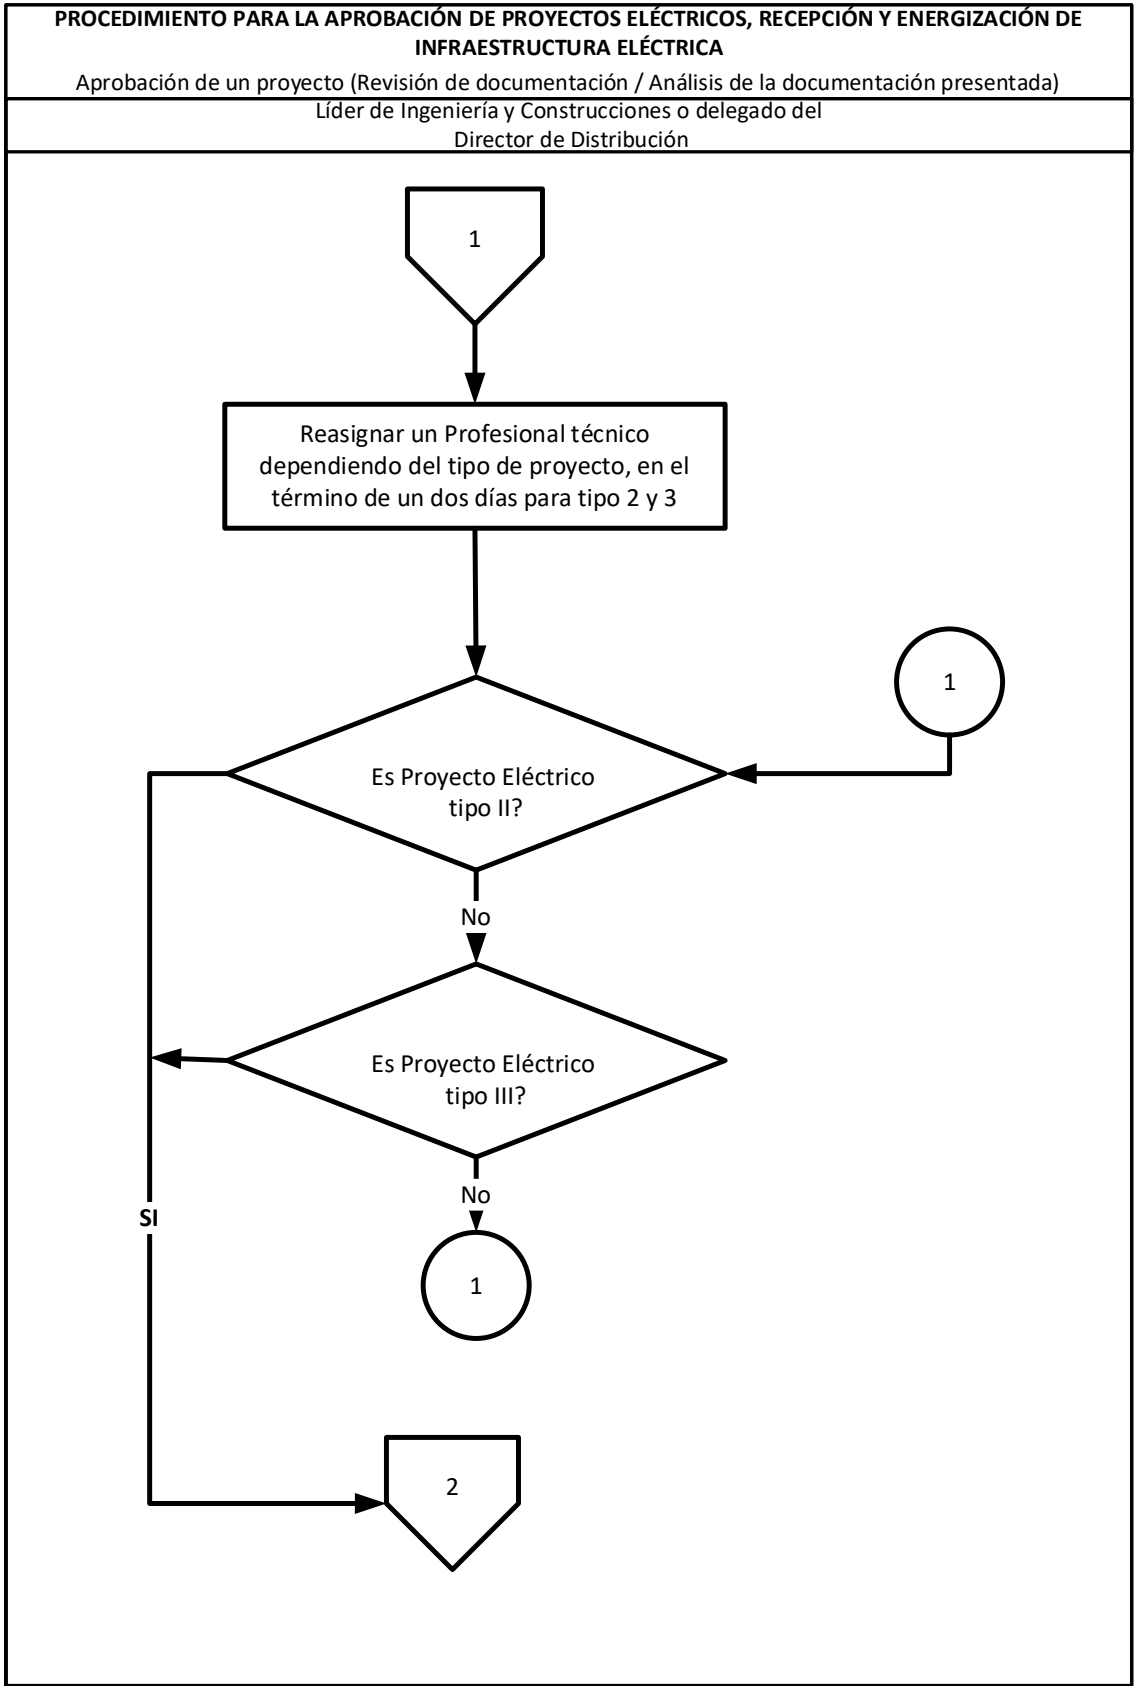 PROCEDIMIENTO PARA LA APROBACIÓN DE PROYECTOS ELÉCTRICOS, RECEPCIÓN Y ENERGIZACIÓN DE
INFRAESTRUCTURA ELÉCTRICA
Aprobación de un proyecto (Revisión de documentación / Análisis de la documentación presentada)
Líder de Ingeniería y Construcciones o delegado del
Director de Distribución
1
Reasignar un Profesional técnico
dependiendo del tipo de proyecto, en el
término de un dos días para tipo 2 y 3
1
Es Proyecto Eléctrico
tipo II?
No
Es Proyecto Eléctrico
tipo III?
No
SI
1
2